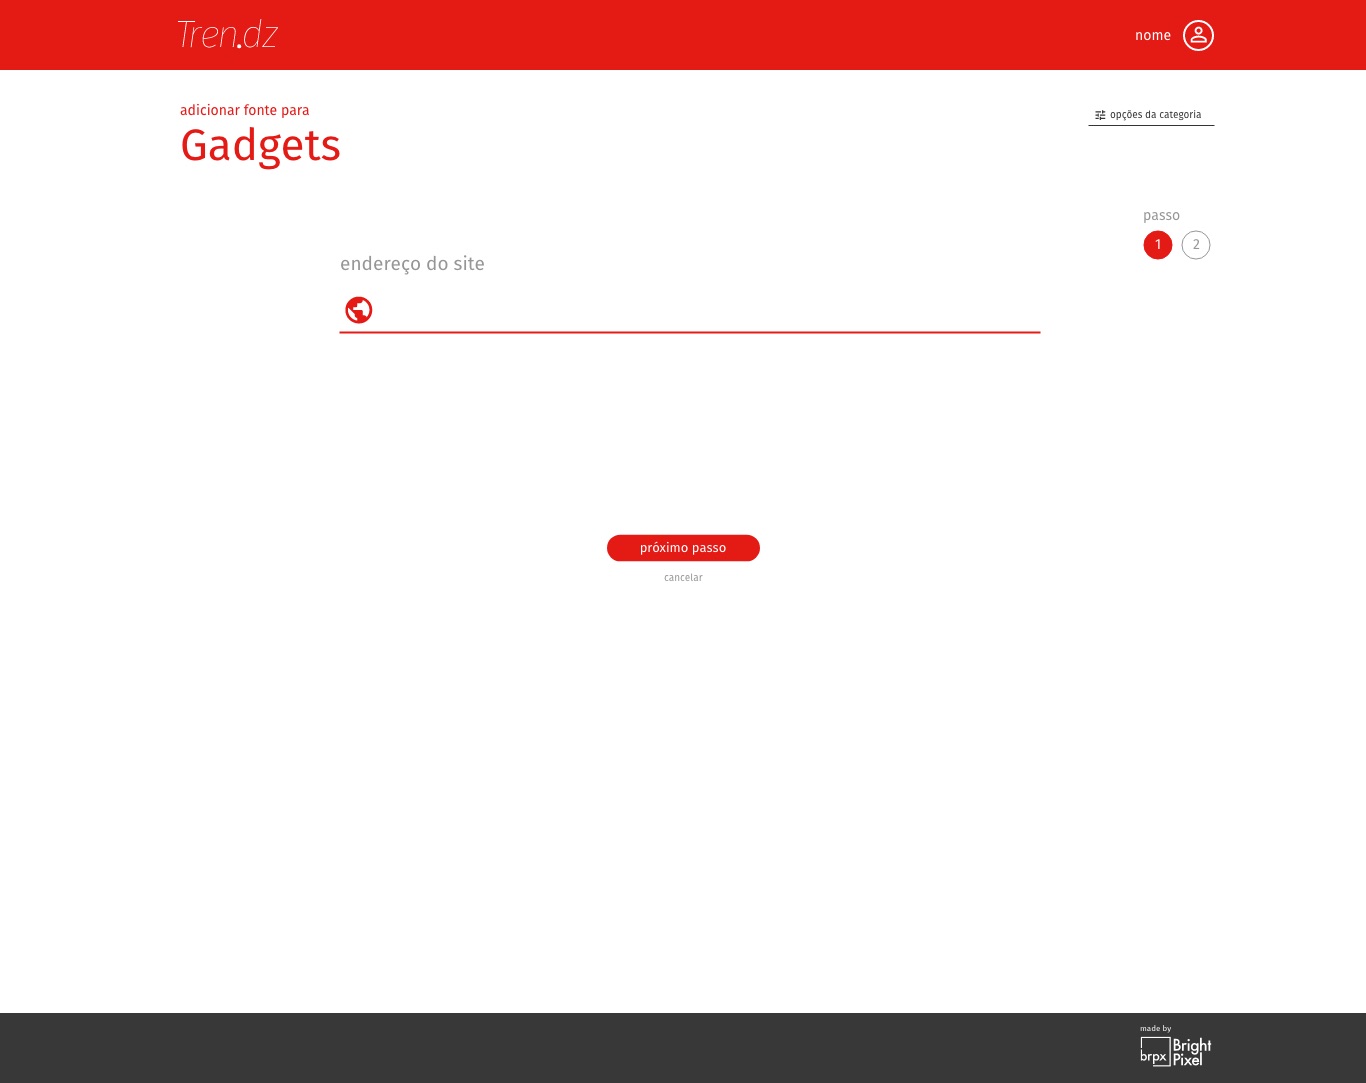 Tren.dz
nome
adicionar fonte para
Gadgets
opções da categoria
passo
1 2
endereço do site
próximo passo
cancelar
made by
brpx Bright
Pixel